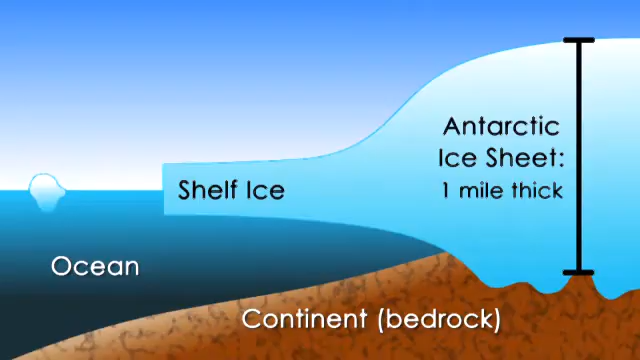 Antarctic
Ice Sheet:
1 mile thick
Shelf Ice
Ocean
Continent (bedrock)